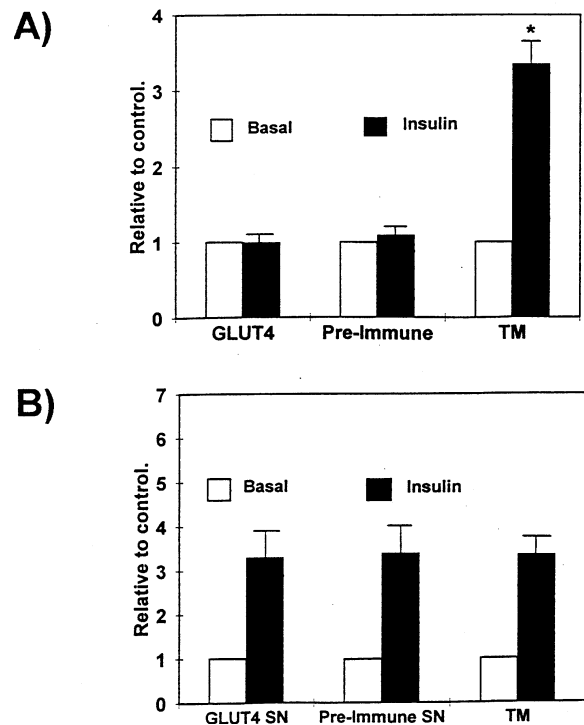 A)
Relative to control.
4
3
2
1
0
Basal
Insulin
*
GLUT4
Pre-Immune
TM
B)
Relative to control.
7
6
5
4
3
2
1
0
Basal
Insulin
GLUT4 SN
Pre-Immune SN
TM